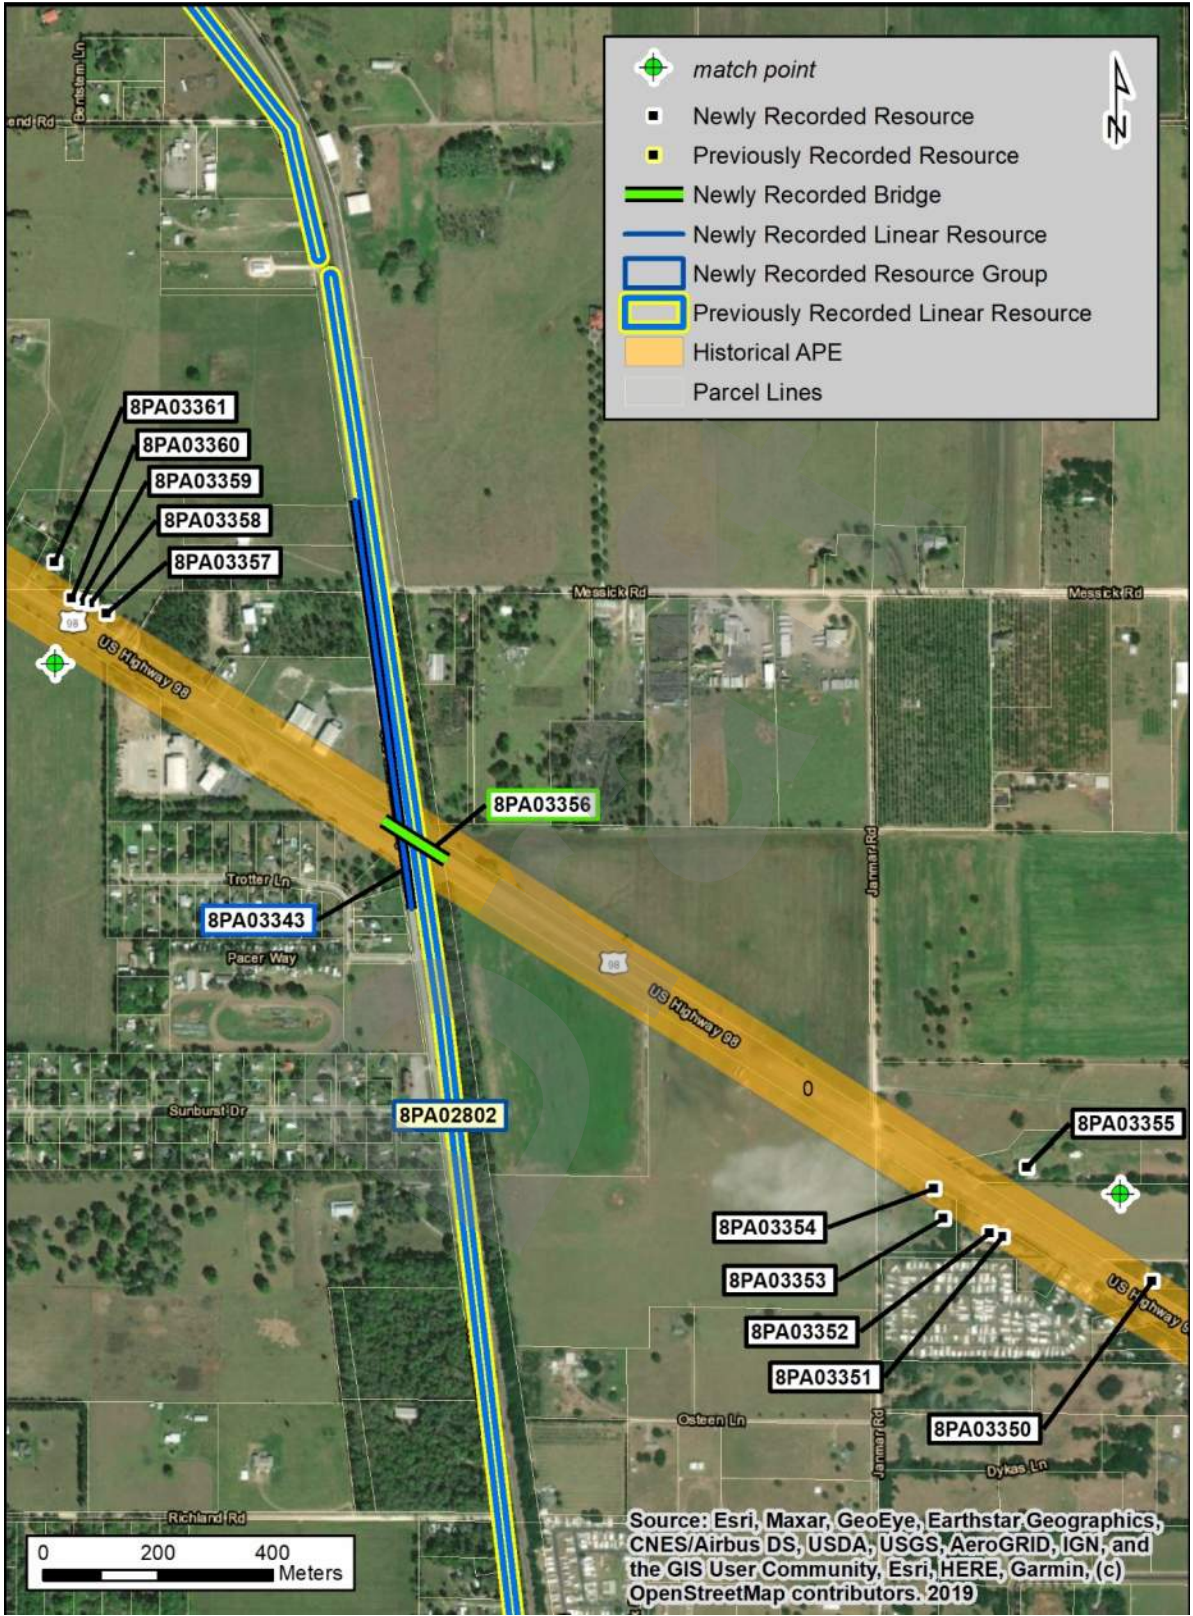 Bentstem Ln
end Rd
match point
Newly Recorded Resource
Previously Recorded Resource
Newly Recorded Bridge
Newly Recorded Linear Resource
Newly Recorded Resource Group
Previously Recorded Linear Resource
Historical APE
Parcel Lines
N
8PA03361
8PA03360
8PA03359
8PA03358
8PA03357
Messick Rd
Messick Rd
98
US Highway 98
8PA03356
Janmar Rd
Trotter Ln
8PA03343
Pacer Way
98
US Highway 98
0
Sunburst Dr
8PA02802
8PA03355
8PA03354
8PA03353
8PA03352
8PA03351
8PA03350
US Highway 9
Osteen Ln
Janmar Rd
Dykas Ln
Richland Rd
Source: Esri, Maxar, GeoEye, Earthstar Geographics,
CNES/Airbus DS, USDA, USGS, AeroGRID, IGN, and
the GIS User Community, Esri, HERE, Garmin, (c)
OpenStreetMap contributors. 2019
0 200 400
Meters